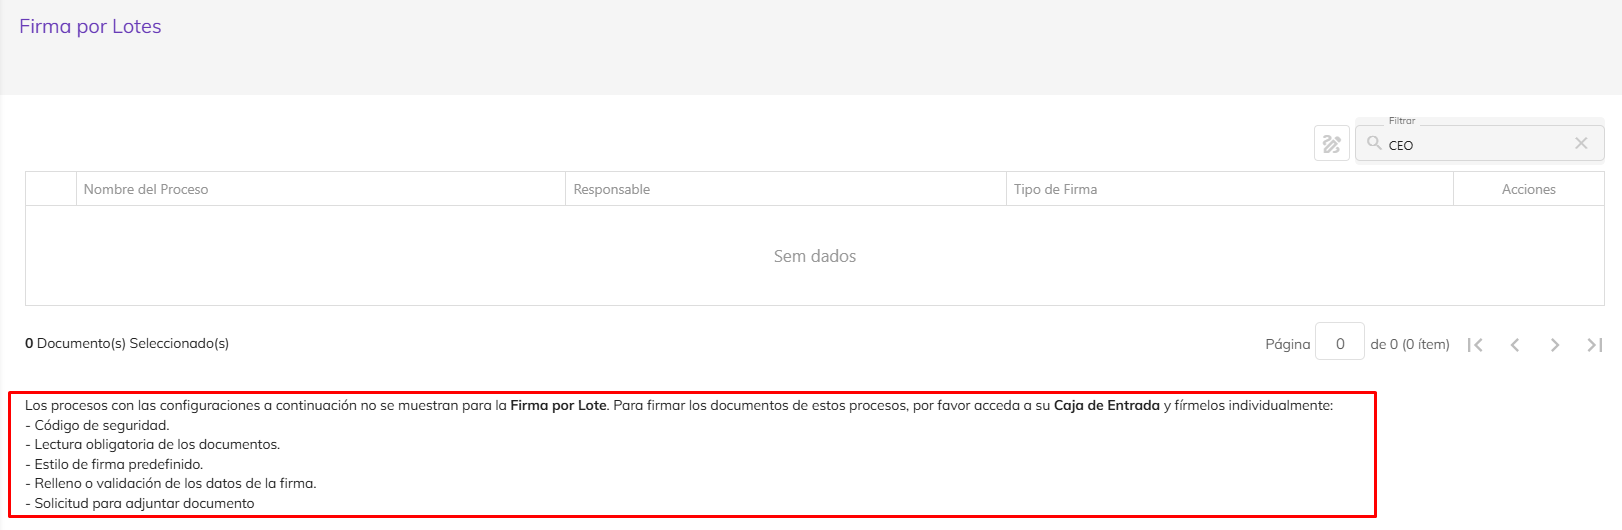 Firma por Lotes
Filtrar
CEO
Nombre del Proceso Responsable Tipo de Firma Acciones
Sem dados
0 Documento(s) Seleccionado(s)
Página 0 de 0 (0 ítem)
Los procesos con las configuraciones a continuación no se muestran para la Firma por Lote. Para firmar los documentos de estos procesos, por favor acceda a su Caja de Entrada y fírmelos individualmente:
- Código de seguridad.
- Lectura obligatoria de los documentos.
- Estilo de firma predefinido.
- Relleno o validación de los datos de la firma.
- Solicitud para adjuntar documento